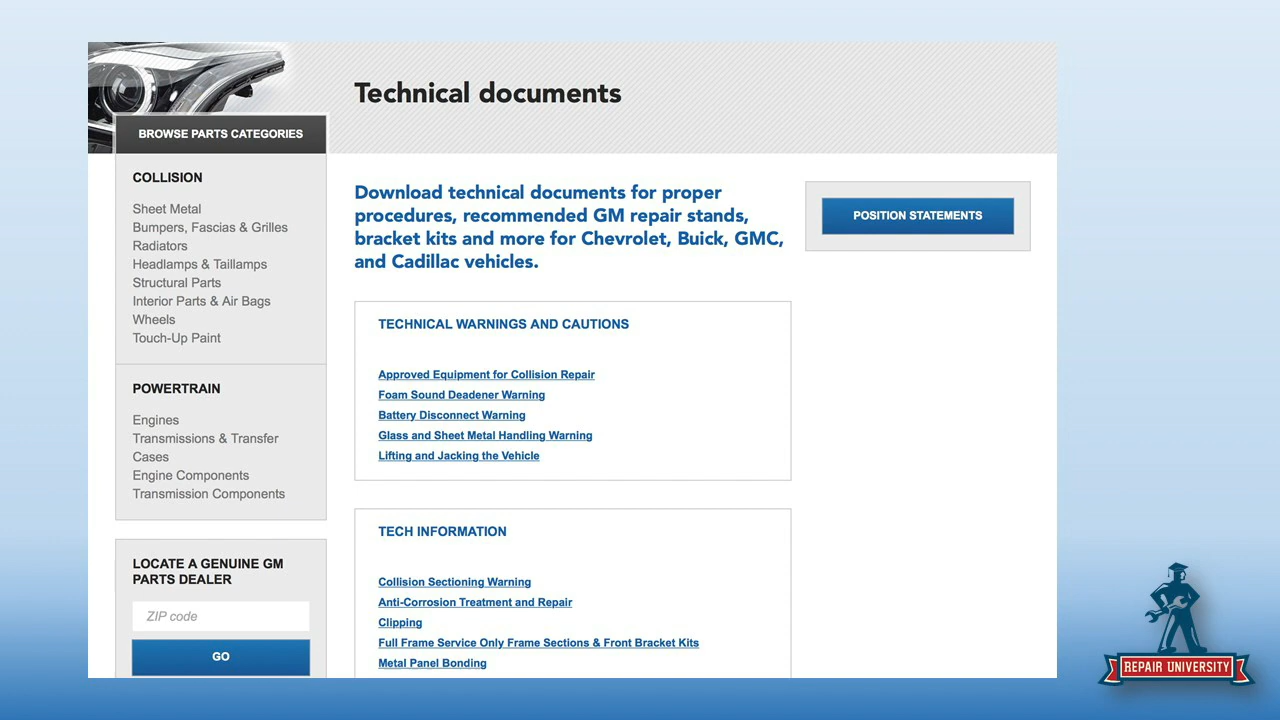 Technical documents
BROWSE PARTS CATEGORIES
COLLISION
Sheet Metal
Bumpers, Fascias & Grilles
Radiators
Headlamps & Taillamps
Structural Parts
Interior Parts & Air Bags
Wheels
Touch-Up Paint
POWERTRAIN
Engines
Transmissions & Transfer
Cases
Engine Components
Transmission Components
LOCATE A GENUINE GM
PARTS DEALER
ZIP code
GO
Download technical documents for proper
procedures, recommended GM repair stands,
bracket kits and more for Chevrolet, Buick, GMC,
and Cadillac vehicles.
TECHNICAL WARNINGS AND CAUTIONS
Approved Equipment for Collision Repair
Foam Sound Deadener Warning
Battery Disconnect Warning
Glass and Sheet Metal Handling Warning
Lifting and Jacking the Vehicle
TECH INFORMATION
Collision Sectioning Warning
Anti-Corrosion Treatment and Repair
Clipping
Full Frame Service Only Frame Sections & Front Bracket Kits
Metal Panel Bonding
POSITION STATEMENTS
REPAIR UNIVERSITY